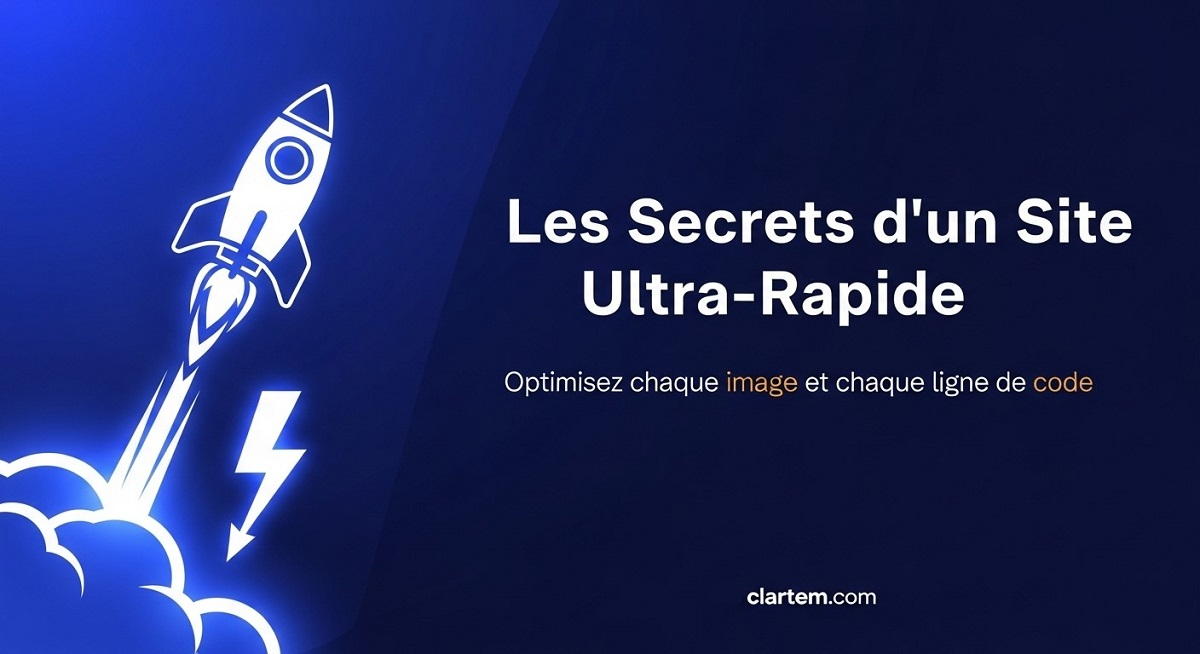 Les Secrets d'un Site
Ultra-Rapide
Optimisez chaque image et chaque ligne de code
clartem.com